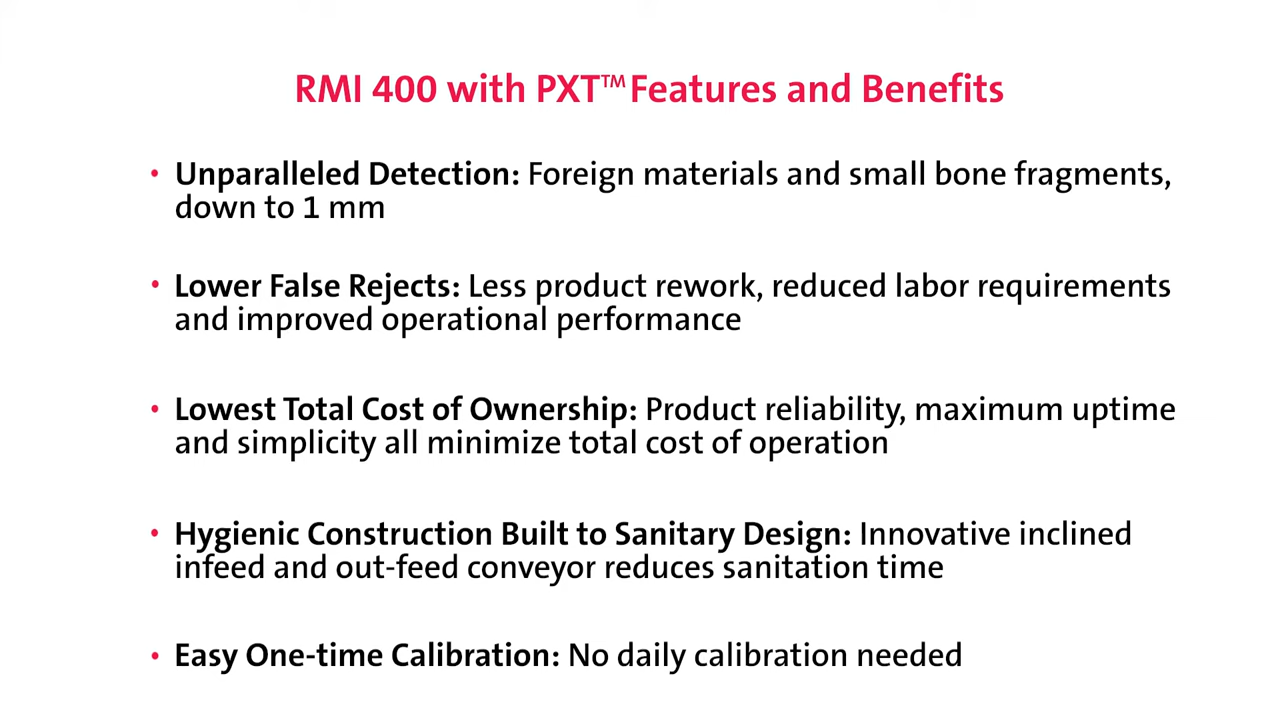 RMI 400 with PXT™ Features and Benefits
• Unparalleled Detection: Foreign materials and small bone fragments,
down to 1 mm
• Lower False Rejects: Less product rework, reduced labor requirements
and improved operational performance
• Lowest Total Cost of Ownership: Product reliability, maximum uptime
and simplicity all minimize total cost of operation
• Hygienic Construction Built to Sanitary Design: Innovative inclined
infeed and out-feed conveyor reduces sanitation time
• Easy One-time Calibration: No daily calibration needed